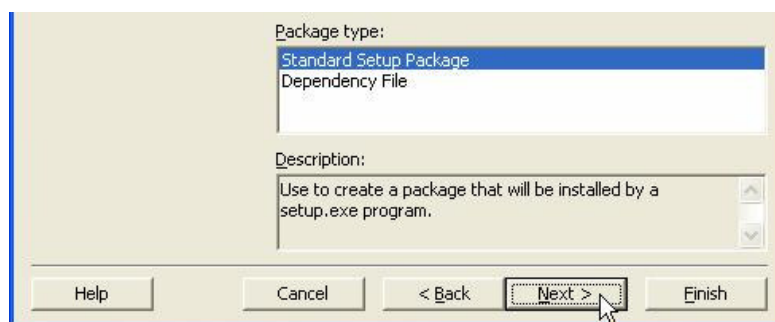 Package type:
Standard Setup Package
Dependency File
Description:
Use to create a package that will be installed by a
setup.exe program.
Help
Cancel
< Back
Next >
Finish